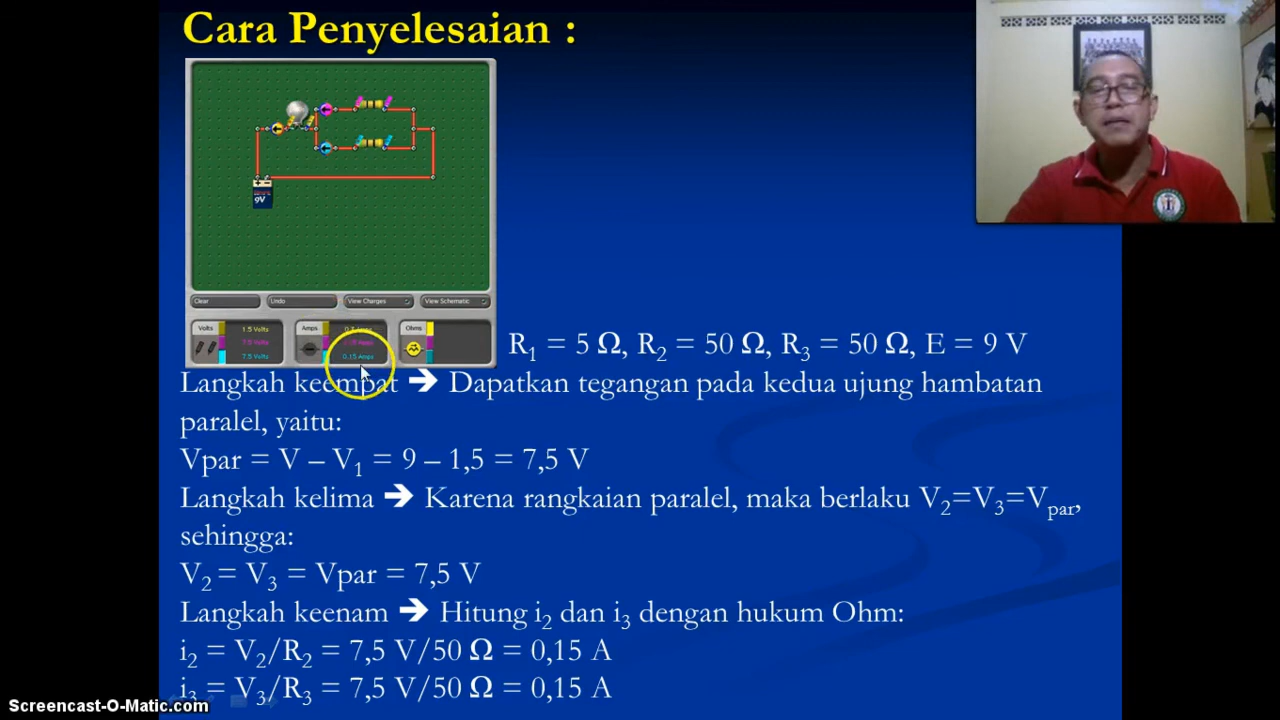 Cara Penyelesaian :
9V
Clear
Undo
View Charges
View Schematic
Volts
1.5 Volts
7.5 Volts
7.5 Volts
Amps
0.15 Amps
Ohms
R₁ = 5 Ω, R₂ = 50 Ω, R₃ = 50 Ω, E = 9 V
Langkah keempat ➔ Dapatkan tegangan pada kedua ujung hambatan
paralel, yaitu:
Vpar = V – V₁ = 9 – 1,5 = 7,5 V
Langkah kelima ➔ Karena rangkaian paralel, maka berlaku V₂=V₃=Vpar,
sehingga:
V₂ = V₃ = Vpar = 7,5 V
Langkah keenam ➔ Hitung i₂ dan i₃ dengan hukum Ohm:
i₂ = V₂/R₂ = 7,5 V/50 Ω = 0,15 A
i₃ = V₃/R₃ = 7,5 V/50 Ω = 0,15 A
Screencast-O-Matic.com